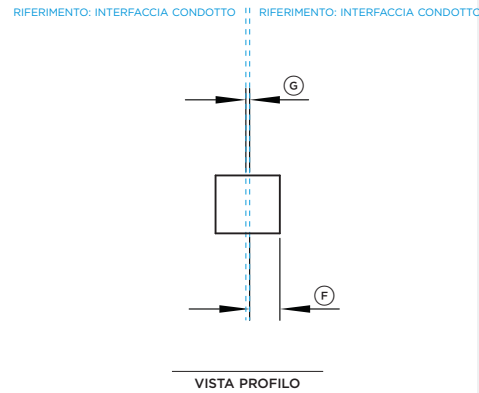 RIFERIMENTO: INTERFACCIA CONDOTTO
RIFERIMENTO: INTERFACCIA CONDOTTO
G
F
VISTA PROFILO